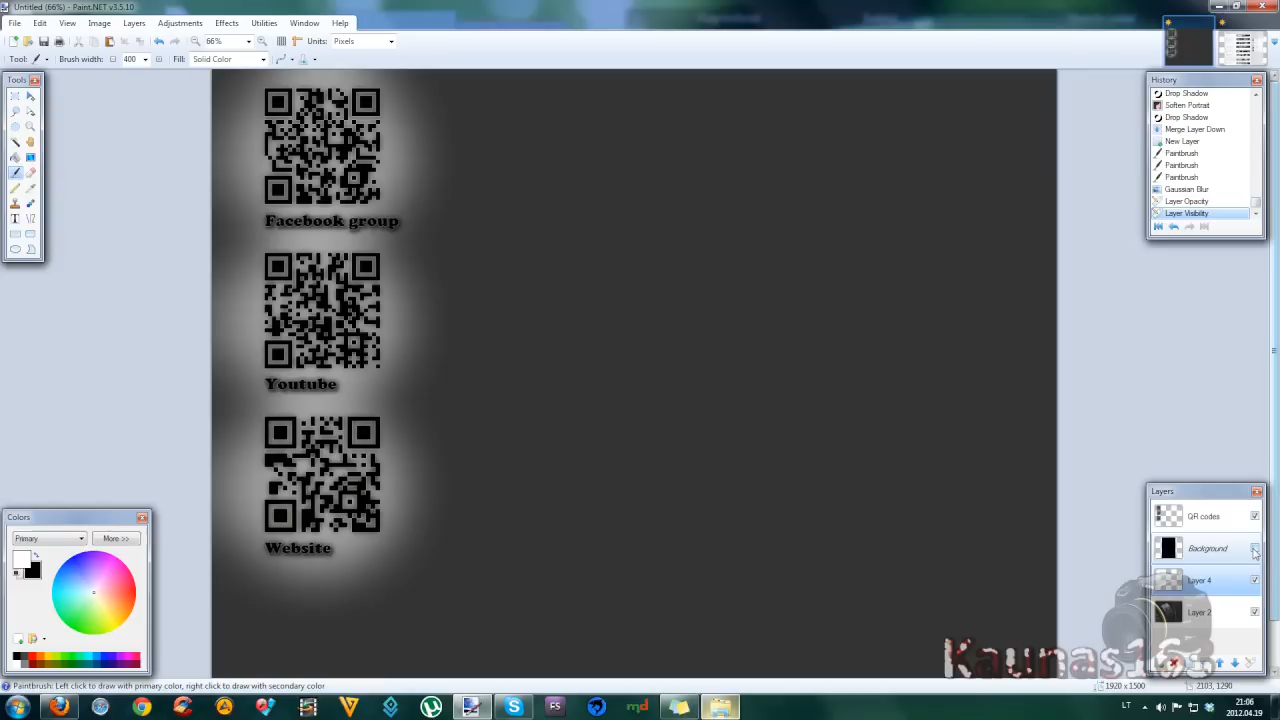 Untitled (66%) - Paint.NET v3.5.10
File Edit View Image Layers Adjustments Effects Utilities Window Help
66% Units: Pixels
Tool: Brush width: 400 Fill: Solid Color
Tools
History
Drop Shadow
Soften Portrait
Drop Shadow
Merge Layer Down
New Layer
Paintbrush
Paintbrush
Paintbrush
Gaussian Blur
Layer Opacity
Layer Visibility
Facebook group
Youtube
Website
Colors
Primary More >>
Layers
QR codes
Background
Layer 4
Layer 2
Kaunas168
Paintbrush: Left click to draw with primary color, right click to draw with secondary color
1920 x 1500 2103, 1290
LT 21:06
2012.04.19